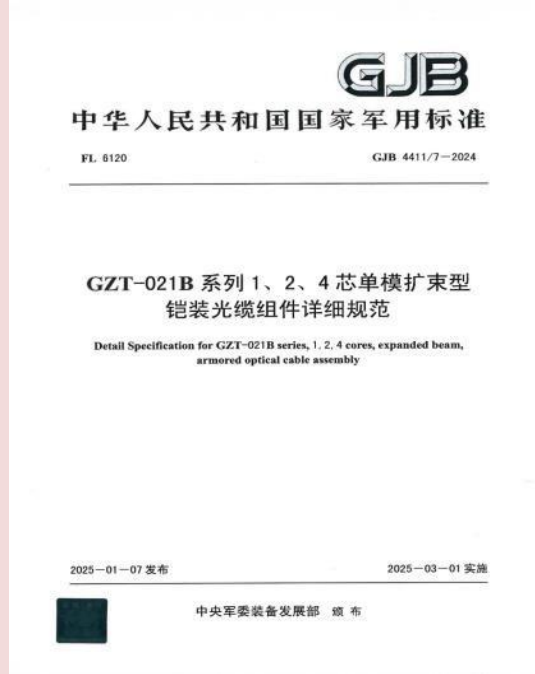 GJB
中华人民共和国国家军用标准
FL 6120
GJB 4411/7—2024
GZT-021B 系列 1、2、4 芯单模扩束型
铠装光缆组件详细规范
Detail Specification for GZT-021B series, 1, 2, 4 cores, expanded beam,
armored optical cable assembly
2025—01—07 发布
2025—03—01 实施
中央军委装备发展部 颁 布